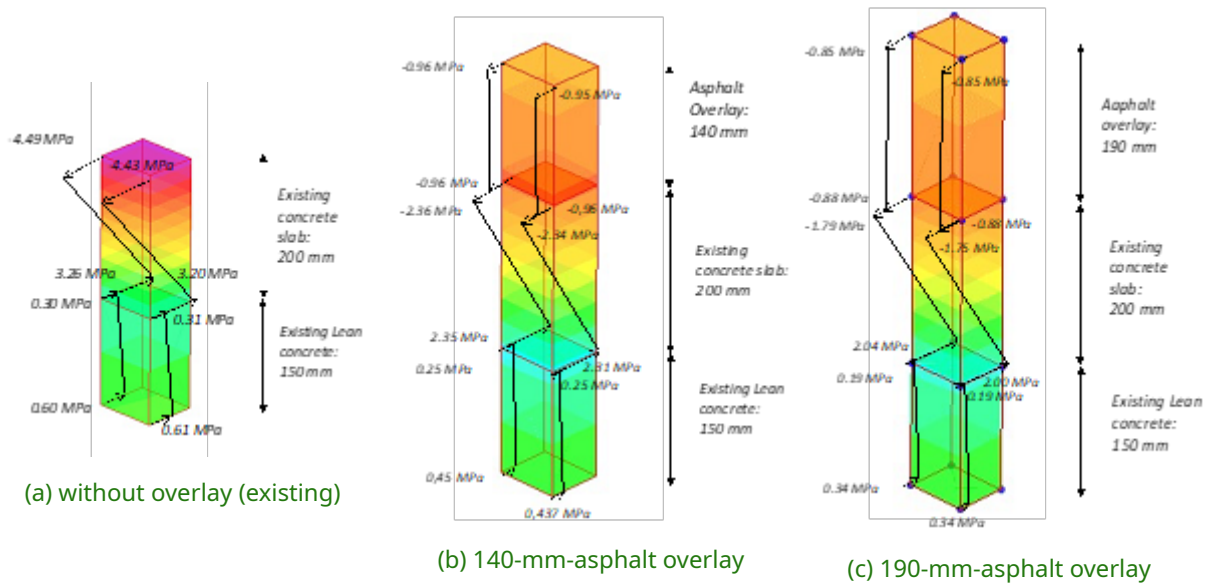 -4.49 MPa
-4.43 MPa
Existing
concrete
slab:
200 mm
3.26 MPa
3.20 MPa
0.30 MPa
0.31 MPa
Existing Lean
concrete:
150 mm
0.60 MPa
0.61 MPa
(a) without overlay (existing)
-0.96 MPa
-0.95 MPa
Asphalt
Overlay:
140 mm
-0.96 MPa
-0,96 MPa
-2.36 MPa
-2.34 MPa
Existing
concrete slab:
200 mm
2.35 MPa
2.31 MPa
0.25 MPa
0.25 MPa
Existing Lean
concrete:
150 mm
0,45 MPa
0,437 MPa
(b) 140-mm-asphalt overlay
-0.85 MPa
-0.85 MPa
Aaphalt
overlay:
190 mm
-0.88 MPa
-0.88 MPa
-1.79 MPa
-1.75 MPa
Existing
concrete
slab:
200 mm
2.04 MPa
2.00 MPa
0.19 MPa
0.19 MPa
Existing Lean
concrete:
150 mm
0.34 MPa
0.34 MPa
(c) 190-mm-asphalt overlay